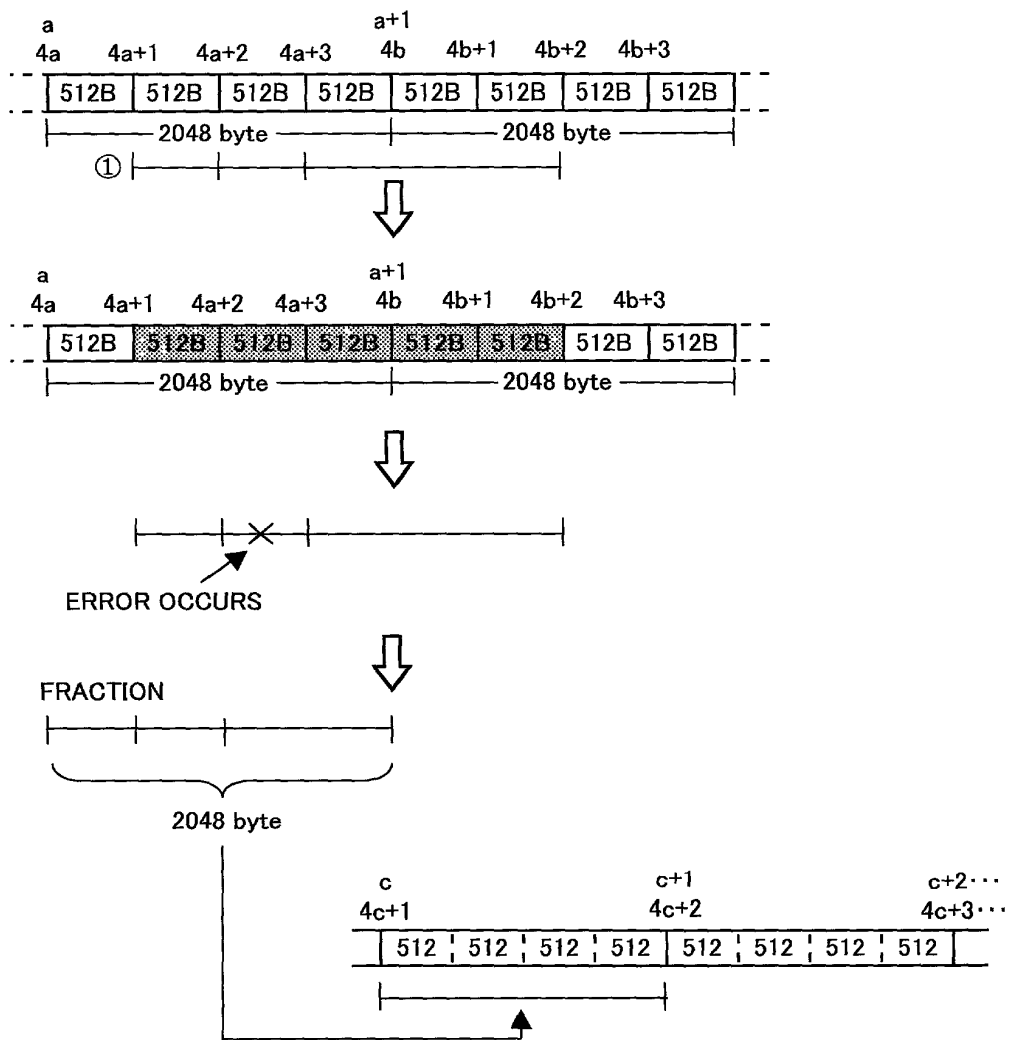 a a+1
4a 4a+1 4a+2 4a+3 4b 4b+1 4b+2 4b+3
512B 512B 512B 512B 512B 512B 512B 512B
2048 byte 2048 byte
①
a a+1
4a 4a+1 4a+2 4a+3 4b 4b+1 4b+2 4b+3
512B 512B 512B 512B 512B 512B 512B 512B
2048 byte 2048 byte
ERROR OCCURS
FRACTION
2048 byte
c c+1 c+2···
4c+1 4c+2 4c+3···
512 512 512 512 512 512 512 512